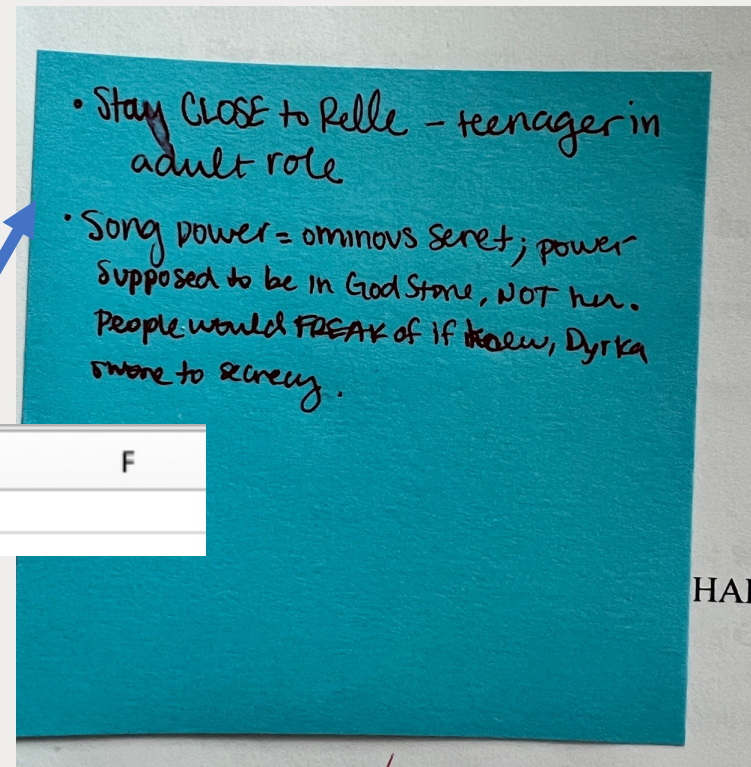 • Stay CLOSE to Relle – teenager in
adult role
• Song power = ominous seret; power
supposed to be in God Stone, NOT her.
People would FREAK of if knew, Dyrka
swore to secrecy.
F
HAI